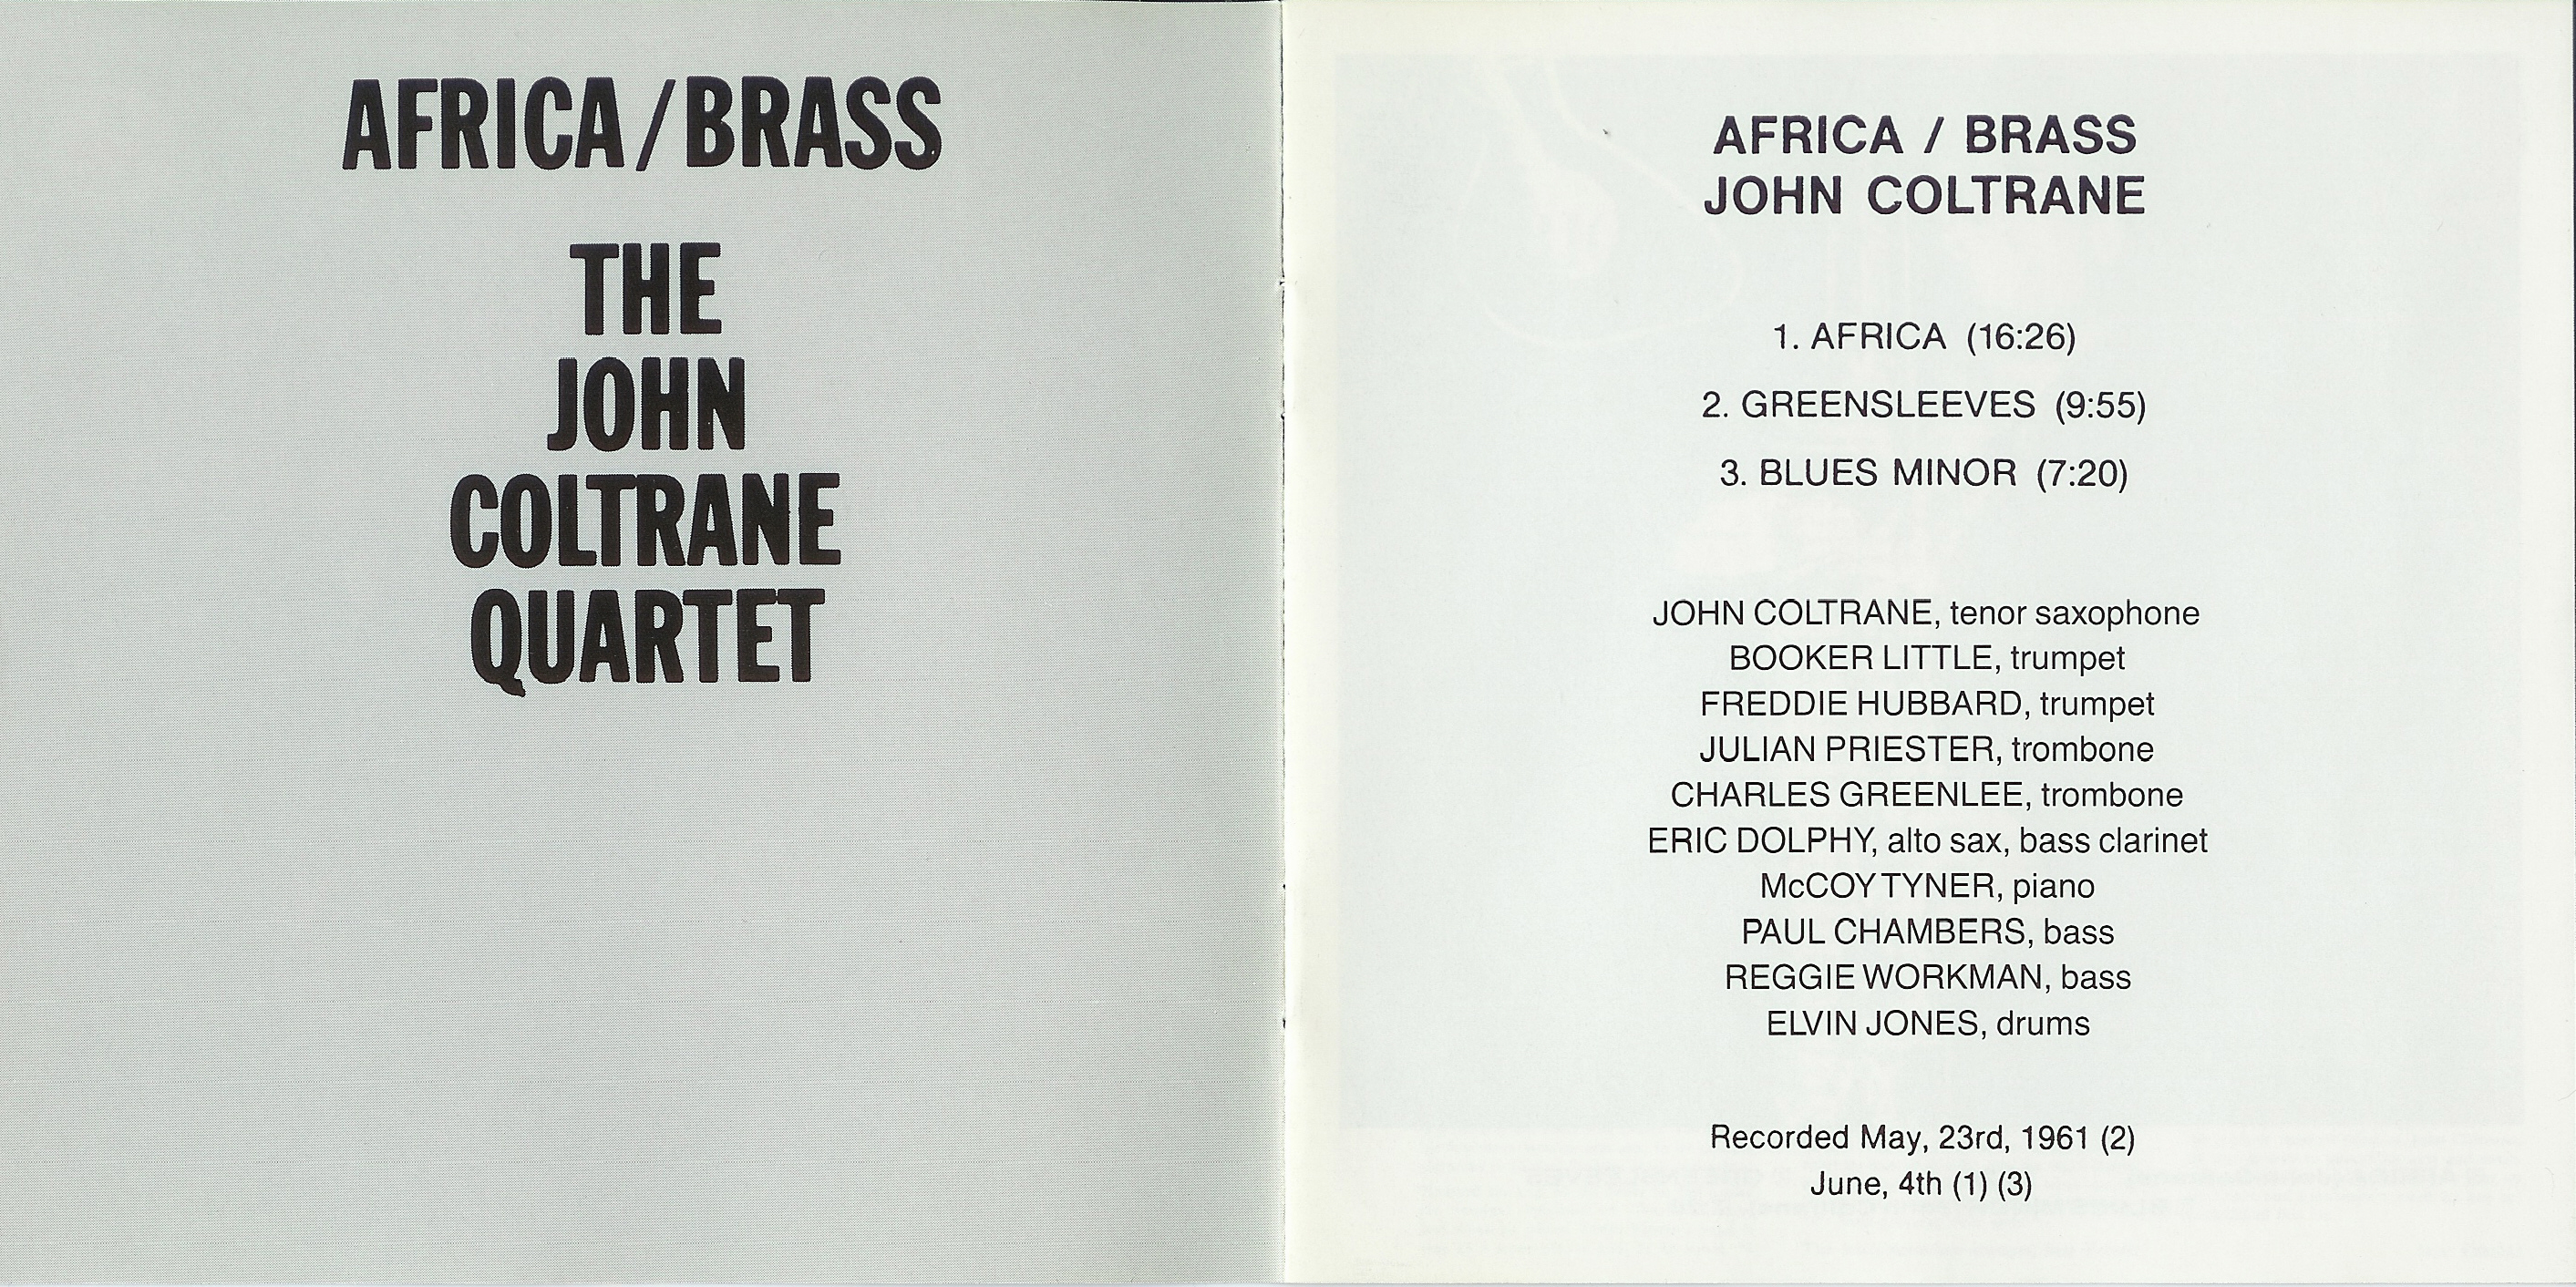 AFRICA/BRASS
THE
JOHN
COLTRANE
QUARTET
AFRICA / BRASS
JOHN COLTRANE
1. AFRICA (16:26)
2. GREENSLEEVES (9:55)
3. BLUES MINOR (7:20)
JOHN COLTRANE, tenor saxophone
BOOKER LITTLE, trumpet
FREDDIE HUBBARD, trumpet
JULIAN PRIESTER, trombone
CHARLES GREENLEE, trombone
ERIC DOLPHY, alto sax, bass clarinet
McCOY TYNER, piano
PAUL CHAMBERS, bass
REGGIE WORKMAN, bass
ELVIN JONES, drums
Recorded May, 23rd, 1961 (2)
June, 4th (1) (3)